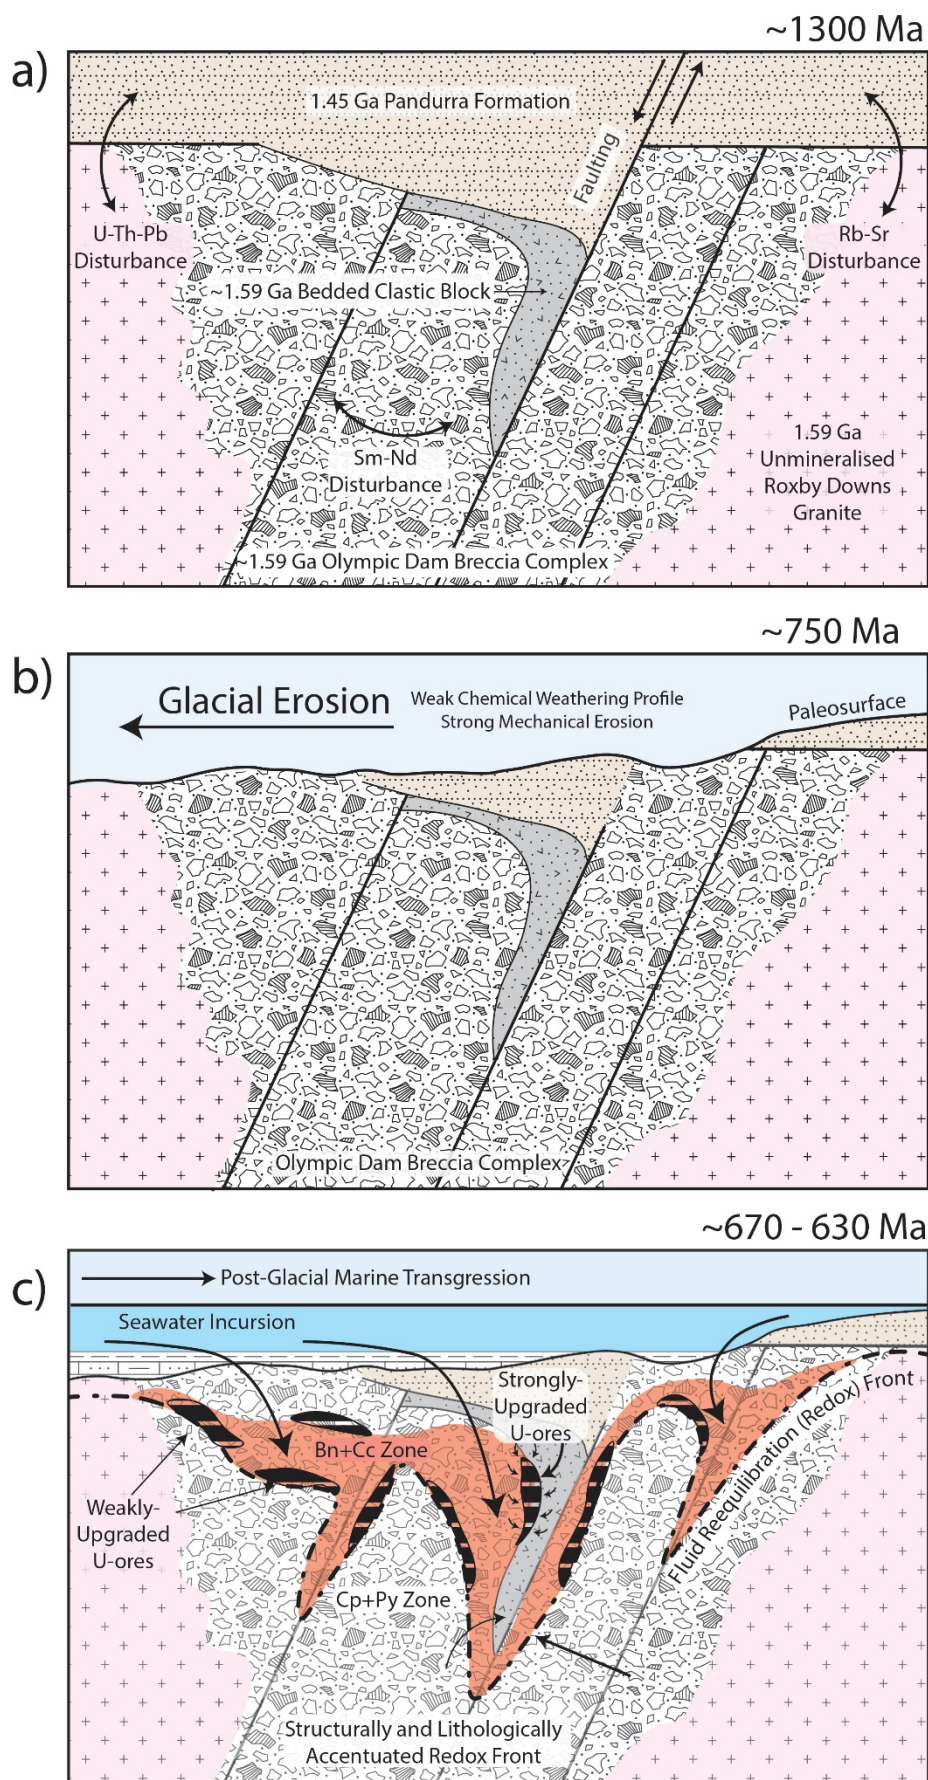 ~1300 Ma
a)
1.45 Ga Pandurra Formation
Faulting
U-Th-Pb
Disturbance
Rb-Sr
Disturbance
~1.59 Ga Bedded Clastic Block
Sm-Nd
Disturbance
1.59 Ga
Unmineralised
Roxby Downs
Granite
~1.59 Ga Olympic Dam Breccia Complex
~750 Ma
b)
Glacial Erosion
Weak Chemical Weathering Profile
Strong Mechanical Erosion
Paleosurface
Olympic Dam Breccia Complex
~670 - 630 Ma
c)
Post-Glacial Marine Transgression
Seawater Incursion
Strongly-
Upgraded
U-ores
Bn+Cc Zone
Weakly-
Upgraded
U-ores
Fluid Reequilibration (Redox) Front
Cp+Py Zone
Structurally and Lithologically
Accentuated Redox Front